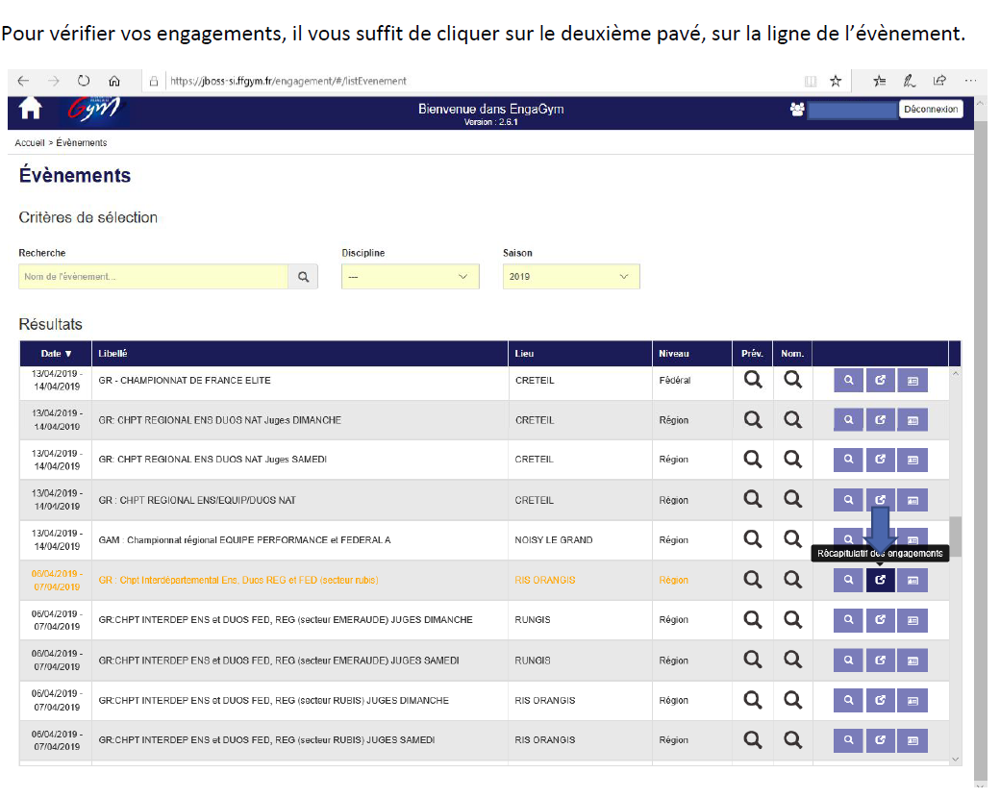 Pour vérifier vos engagements, il vous suffit de cliquer sur le deuxième pavé, sur la ligne de l'évènement.
https://jboss-si.ffgym.fr/engagement/#/listEvenement
Gym
Bienvenue dans EngaGym
Version : 2.6.1
Déconnexion
Accueil > Évènements
Évènements
Critères de sélection
Recherche Discipline Saison
Nom de l'évènement... --- 2019
Résultats
Date ▼ Libellé Lieu Niveau Prév. Nom.
13/04/2019 -
14/04/2019 GR - CHAMPIONNAT DE FRANCE ELITE CRETEIL Fédéral
13/04/2019 -
14/04/2019 GR: CHPT REGIONAL ENS DUOS NAT Juges DIMANCHE CRETEIL Région
13/04/2019 -
14/04/2019 GR: CHPT REGIONAL ENS DUOS NAT Juges SAMEDI CRETEIL Région
13/04/2019 -
14/04/2019 GR : CHPT REGIONAL ENS/EQUIP/DUOS NAT CRETEIL Région
13/04/2019 -
14/04/2019 GAM : Championnat régional EQUIPE PERFORMANCE et FEDERAL A NOISY LE GRAND Région
Récapitulatif des engagements
06/04/2019 -
07/04/2019 GR : Chpt Interdépartemental Ens, Duos REG et FED (secteur rubis) RIS ORANGIS Région
06/04/2019 -
07/04/2019 GR:CHPT INTERDEP ENS et DUOS FED, REG (secteur EMERAUDE) JUGES DIMANCHE RUNGIS Région
06/04/2019 -
07/04/2019 GR:CHPT INTERDEP ENS et DUOS FED, REG (secteur EMERAUDE) JUGES SAMEDI RUNGIS Région
06/04/2019 -
07/04/2019 GR:CHPT INTERDEP ENS et DUOS FED, REG (secteur RUBIS) JUGES DIMANCHE RIS ORANGIS Région
06/04/2019 -
07/04/2019 GR:CHPT INTERDEP ENS et DUOS FED, REG (secteur RUBIS) JUGES SAMEDI RIS ORANGIS Région